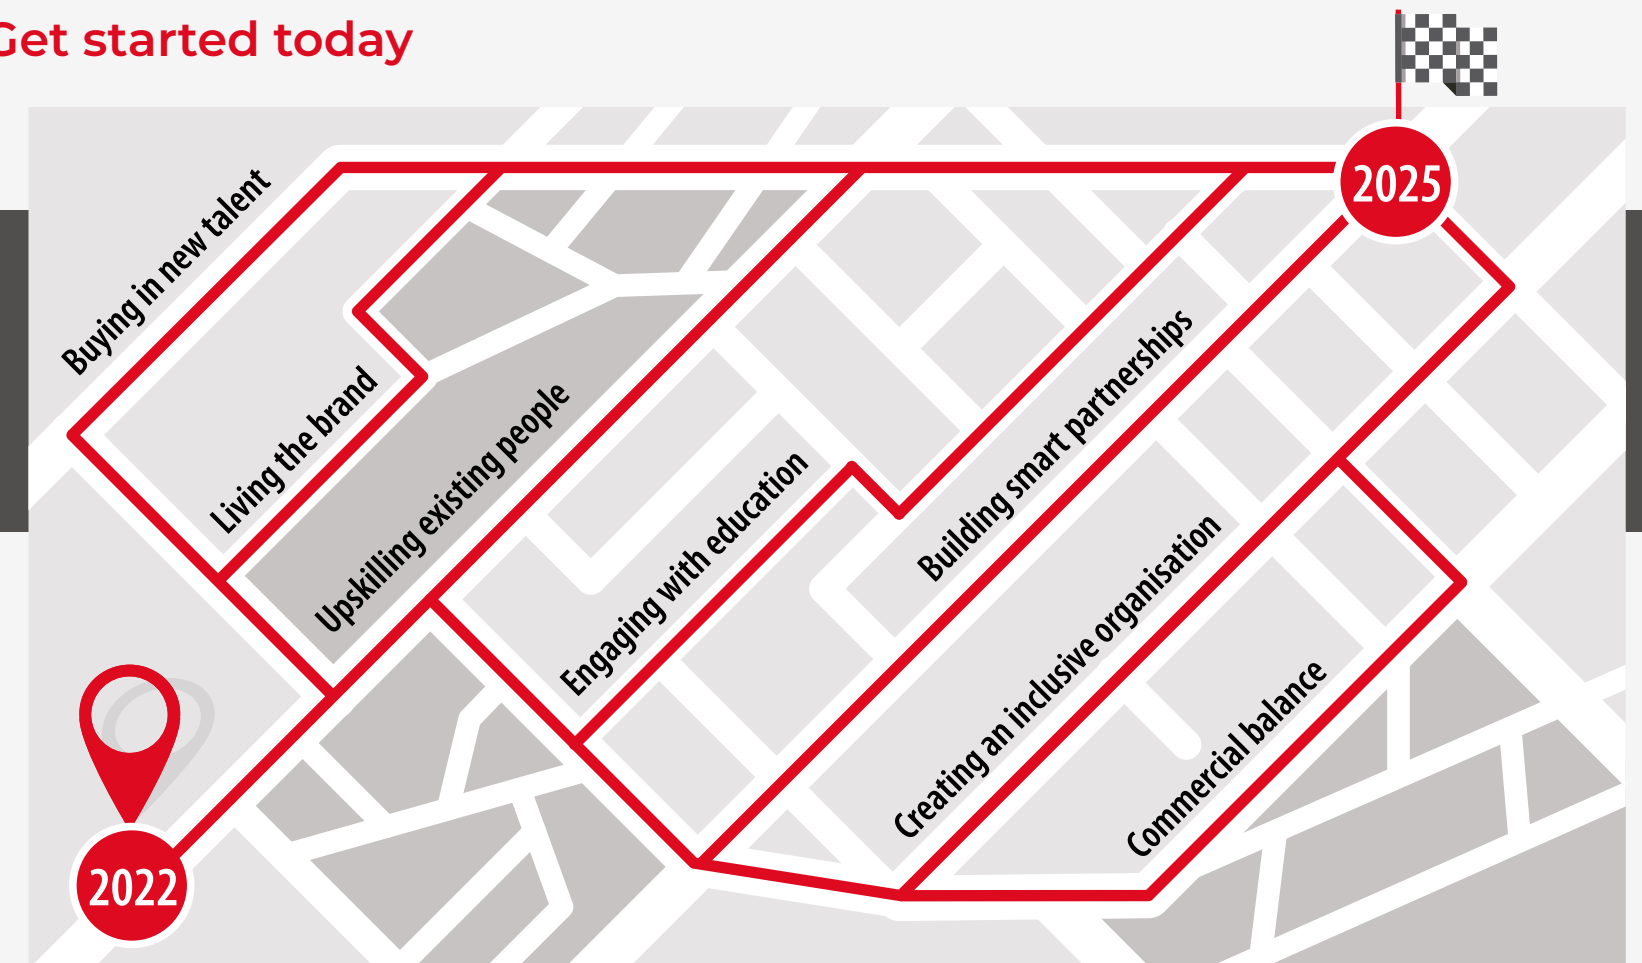 Get started today
2025
Buying in new talent
Living the brand
Upskilling existing people
Engaging with education
Building smart partnerships
Creating an inclusive organisation
Commercial balance
2022